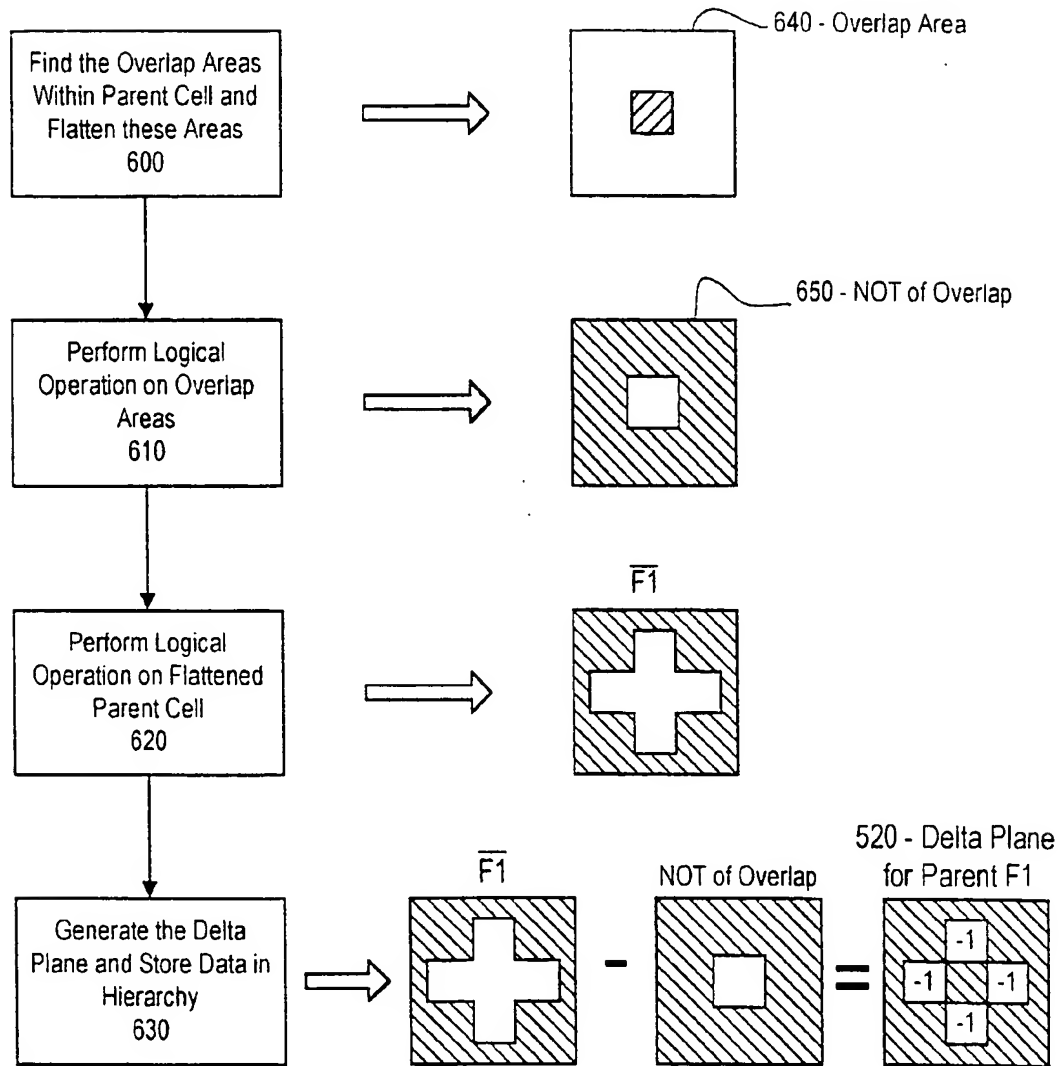 Find the Overlap Areas
Within Parent Cell and
Flatten these Areas
600
640 - Overlap Area
Perform Logical
Operation on Overlap
Areas
610
650 - NOT of Overlap
Perform Logical
Operation on Flattened
Parent Cell
620
F̅1̅
Generate the Delta
Plane and Store Data in
Hierarchy
630
F̅1̅
-
NOT of Overlap
=
520 - Delta Plane
for Parent F1
-1
-1 -1
-1